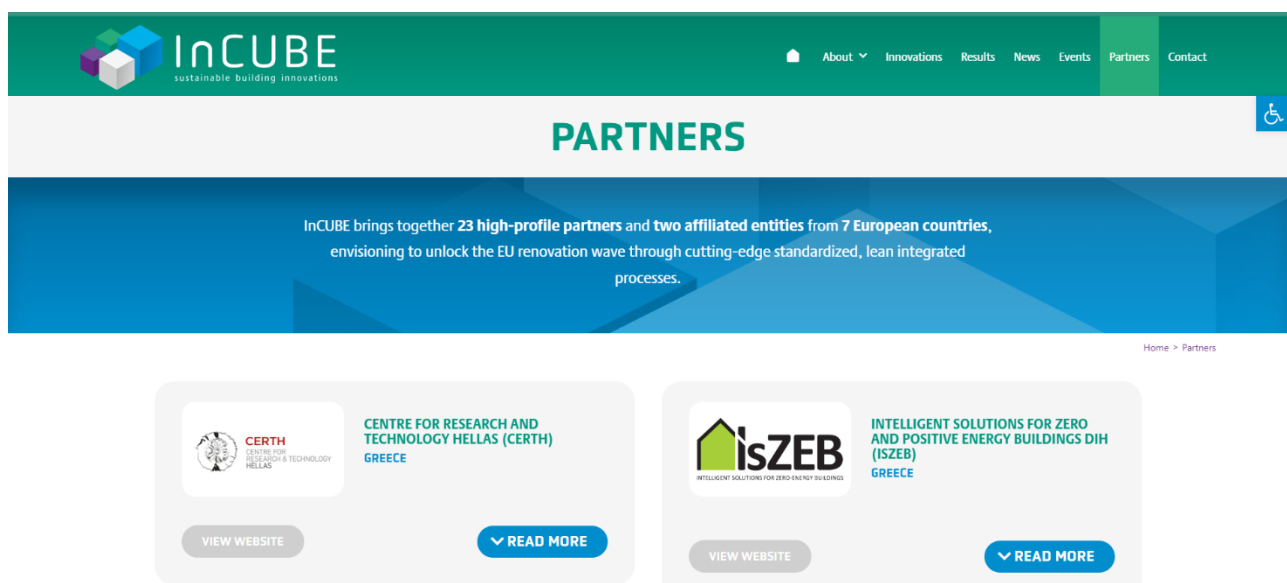 InCUBE
sustainable building innovations
About Innovations Results News Events Partners Contact
PARTNERS
InCUBE brings together 23 high-profile partners and two affiliated entities from 7 European countries,
envisioning to unlock the EU renovation wave through cutting-edge standardized, lean integrated
processes.
Home > Partners
CERTH
CENTRE FOR
RESEARCH & TECHNOLOGY
HELLAS
CENTRE FOR RESEARCH AND
TECHNOLOGY HELLAS (CERTH)
GREECE
VIEW WEBSITE
READ MORE
isZEB
INTELLIGENT SOLUTIONS FOR ZERO-ENERGY BUILDINGS
INTELLIGENT SOLUTIONS FOR ZERO
AND POSITIVE ENERGY BUILDINGS DIH
(ISZEB)
GREECE
VIEW WEBSITE
READ MORE